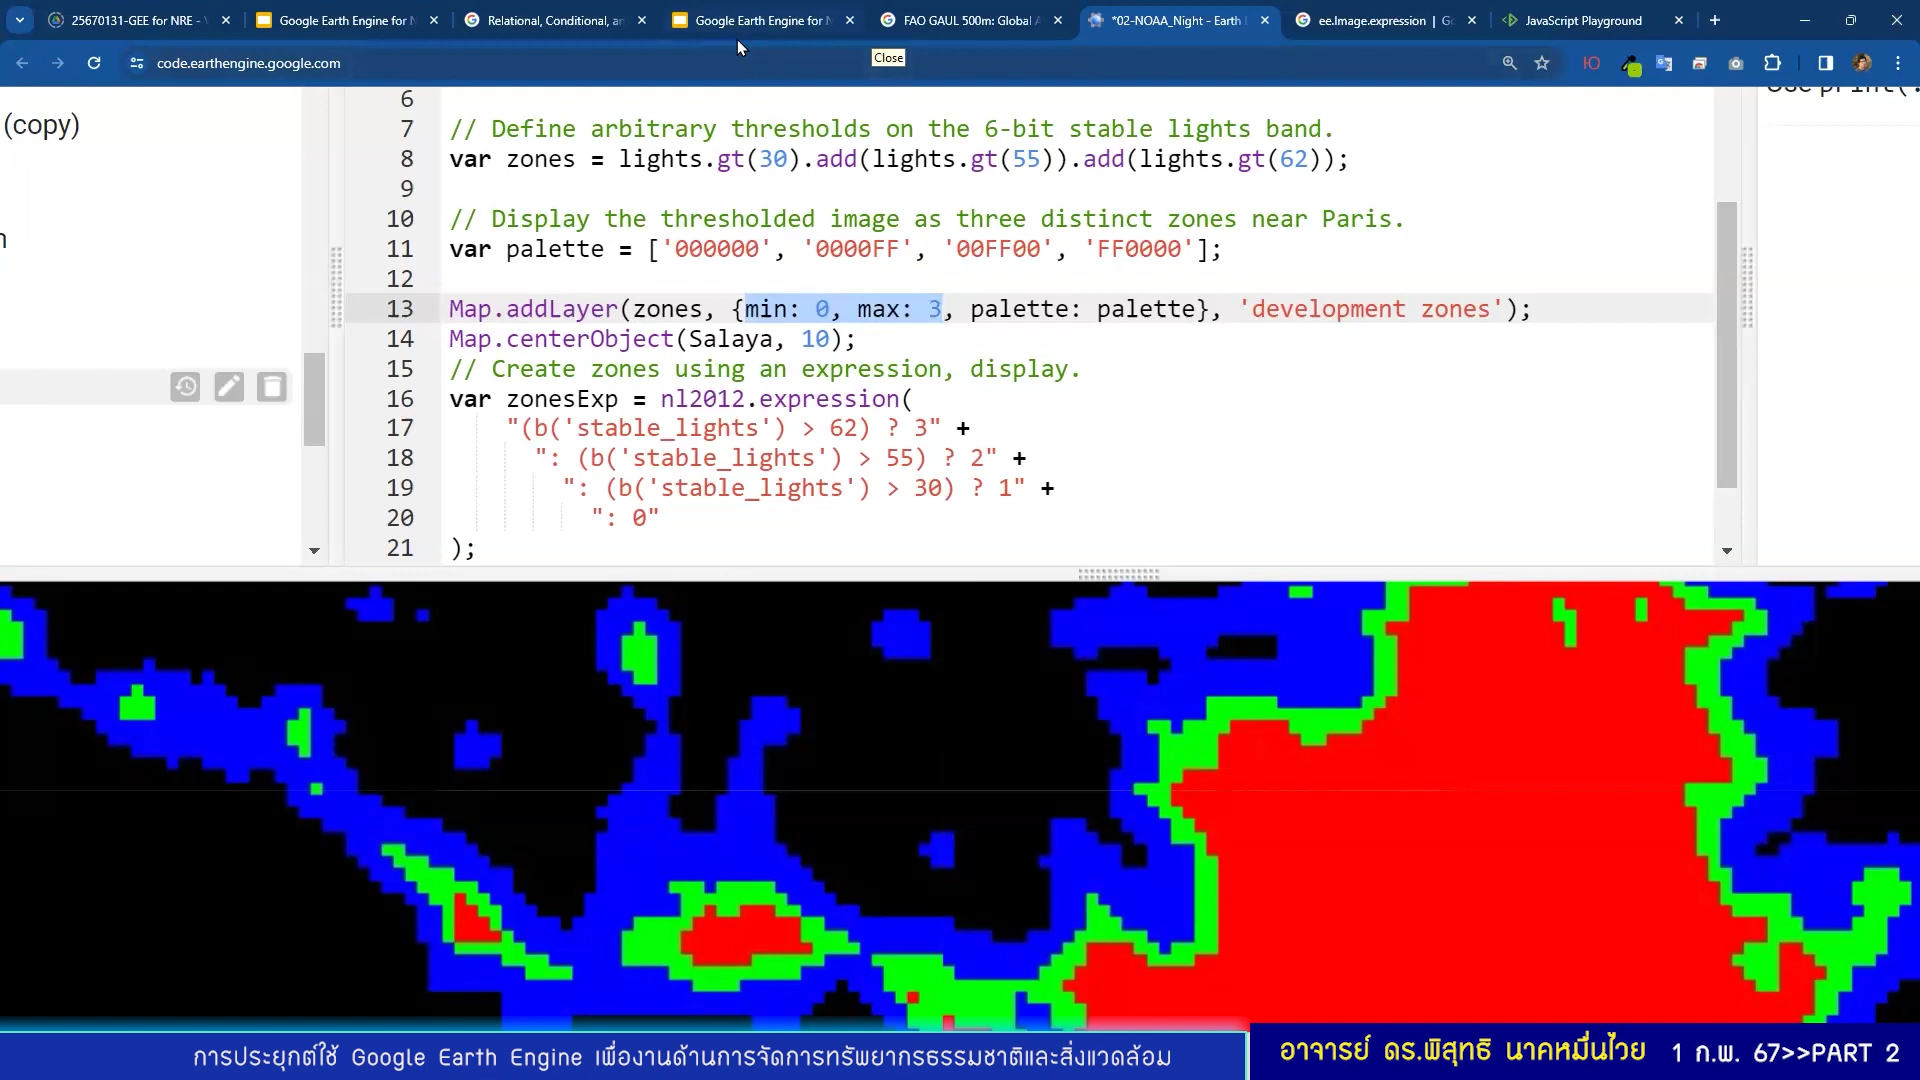 25670131-GEE for NRE -
Google Earth Engine for N
Relational, Conditional, an
Google Earth Engine for N
FAO GAUL 500m: Global A
*02-NOAA_Night - Earth
ee.Image.expression | G
JavaScript Playground
Close
code.earthengine.google.com
(copy)
6
7 // Define arbitrary thresholds on the 6-bit stable lights band.
8 var zones = lights.gt(30).add(lights.gt(55)).add(lights.gt(62));
9
10 // Display the thresholded image as three distinct zones near Paris.
11 var palette = ['000000', '0000FF', '00FF00', 'FF0000'];
12
13 Map.addLayer(zones, {min: 0, max: 3, palette: palette}, 'development zones');
14 Map.centerObject(Salaya, 10);
15 // Create zones using an expression, display.
16 var zonesExp = nl2012.expression(
17 "(b('stable_lights') > 62) ? 3" +
18 ": (b('stable_lights') > 55) ? 2" +
19 ": (b('stable_lights') > 30) ? 1" +
20 ": 0"
21 );
การประยุกต์ใช้ Google Earth Engine เพื่องานด้านการจัดการทรัพยากรธรรมชาติและสิ่งแวดล้อม
อาจารย์ ดร.พิสุทธิ นาคหมื่นไวย 1 ก.พ. 67>>PART 2